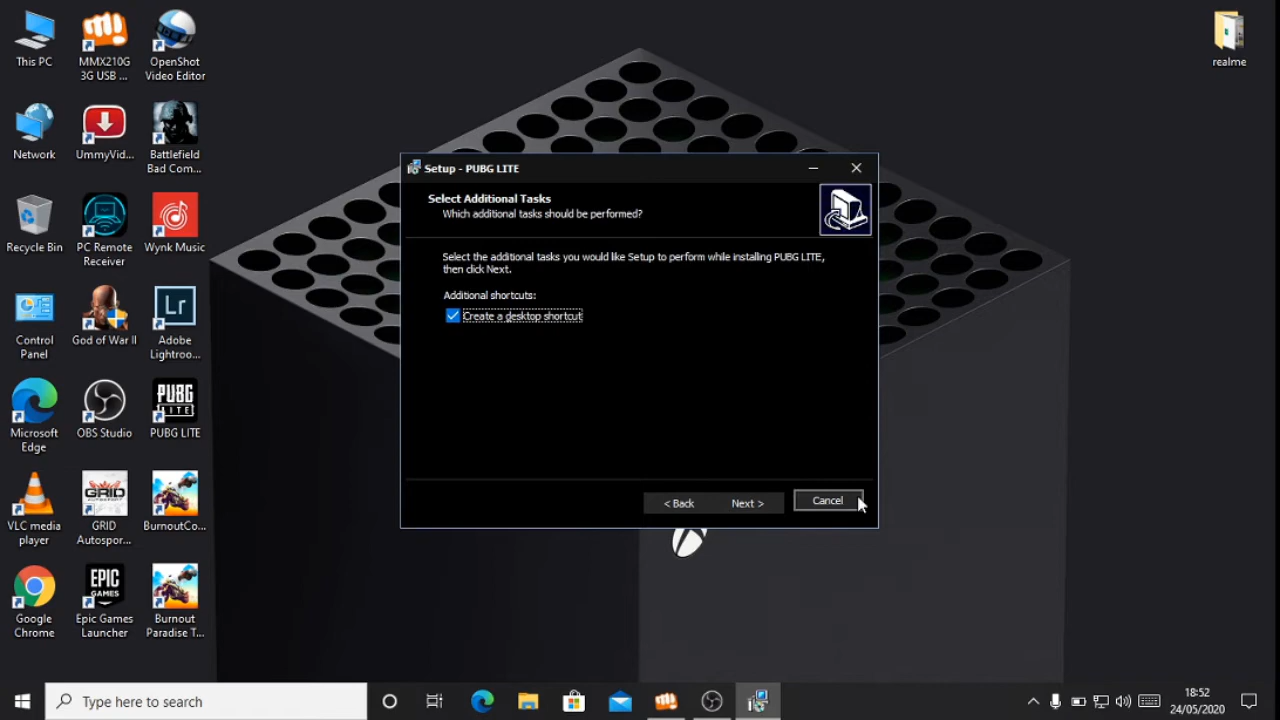 This PC
MMX210G
3G USB ...
OpenShot
Video Editor
realme
Network
UmmyVid...
Battlefield
Bad Com...
Recycle Bin
PC Remote
Receiver
Wynk Music
Control
Panel
God of War II
Lr
Adobe
Lightroo...
Microsoft
Edge
OBS Studio
PUBG
LITE
PUBG LITE
VLC media
player
GRID
GRID
Autospor...
BurnoutCo...
Google
Chrome
EPIC
GAMES
Epic Games
Launcher
Burnout
Paradise T...
Setup - PUBG LITE
Select Additional Tasks
Which additional tasks should be performed?
Select the additional tasks you would like Setup to perform while installing PUBG LITE,
then click Next.
Additional shortcuts:
Create a desktop shortcut
< Back
Next >
Cancel
Type here to search
18:52
24/05/2020